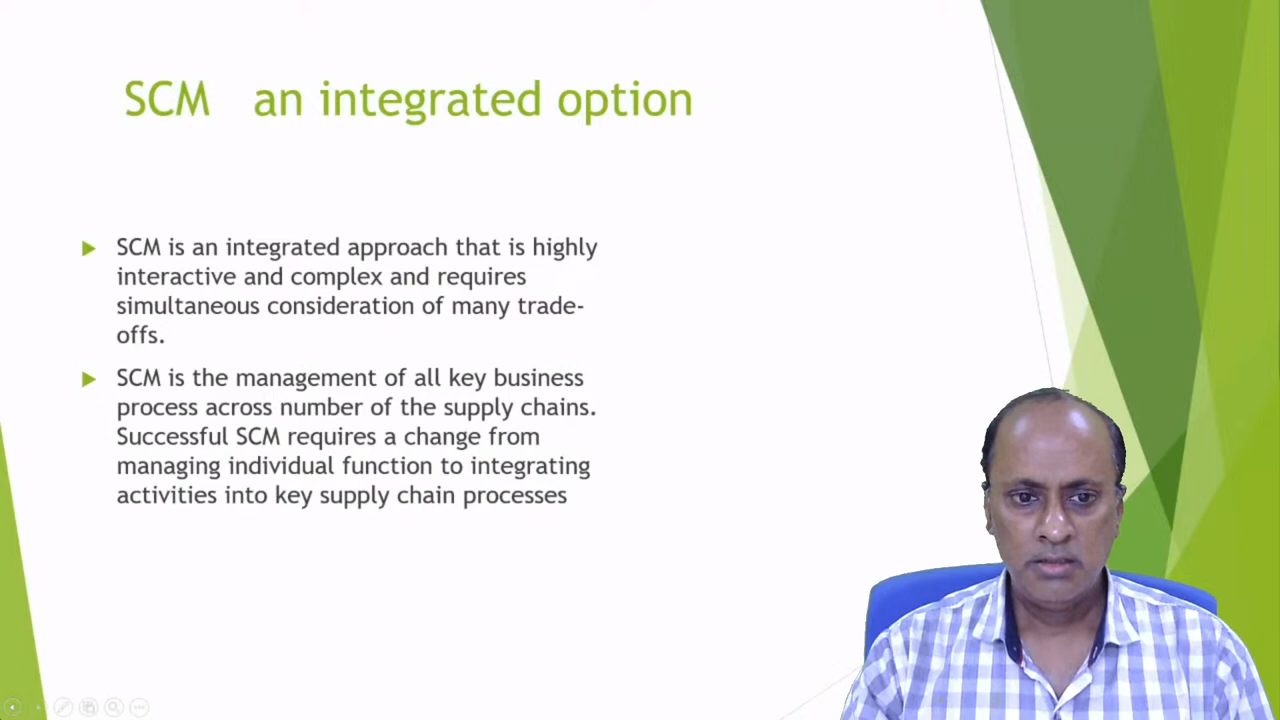 SCM an integrated option
SCM is an integrated approach that is highly
interactive and complex and requires
simultaneous consideration of many trade-
offs.
SCM is the management of all key business
process across number of the supply chains.
Successful SCM requires a change from
managing individual function to integrating
activities into key supply chain processes